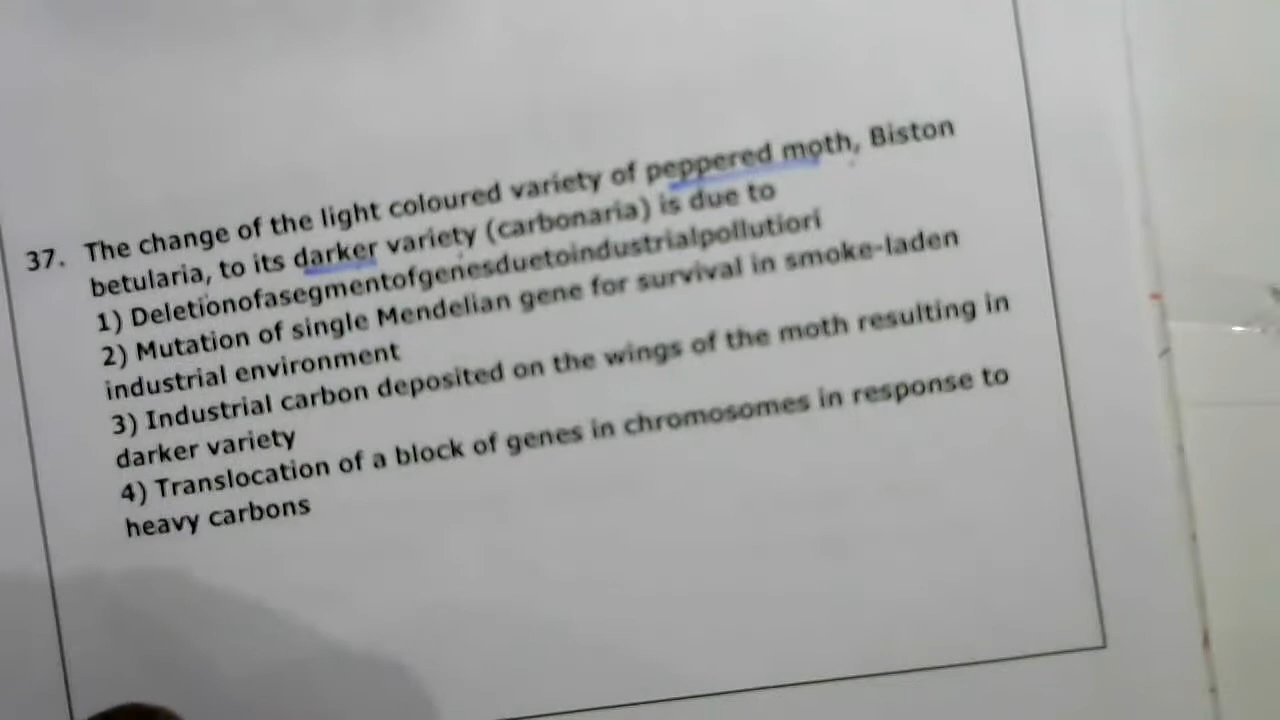 37. The change of the light coloured variety of peppered moth, Biston
betularia, to its darker variety (carbonaria) is due to
1) Deletionofasegmentofgenesduetoindustrialpollutiori
2) Mutation of single Mendelian gene for survival in smoke-laden
industrial environment
3) Industrial carbon deposited on the wings of the moth resulting in
darker variety
4) Translocation of a block of genes in chromosomes in response to
heavy carbons